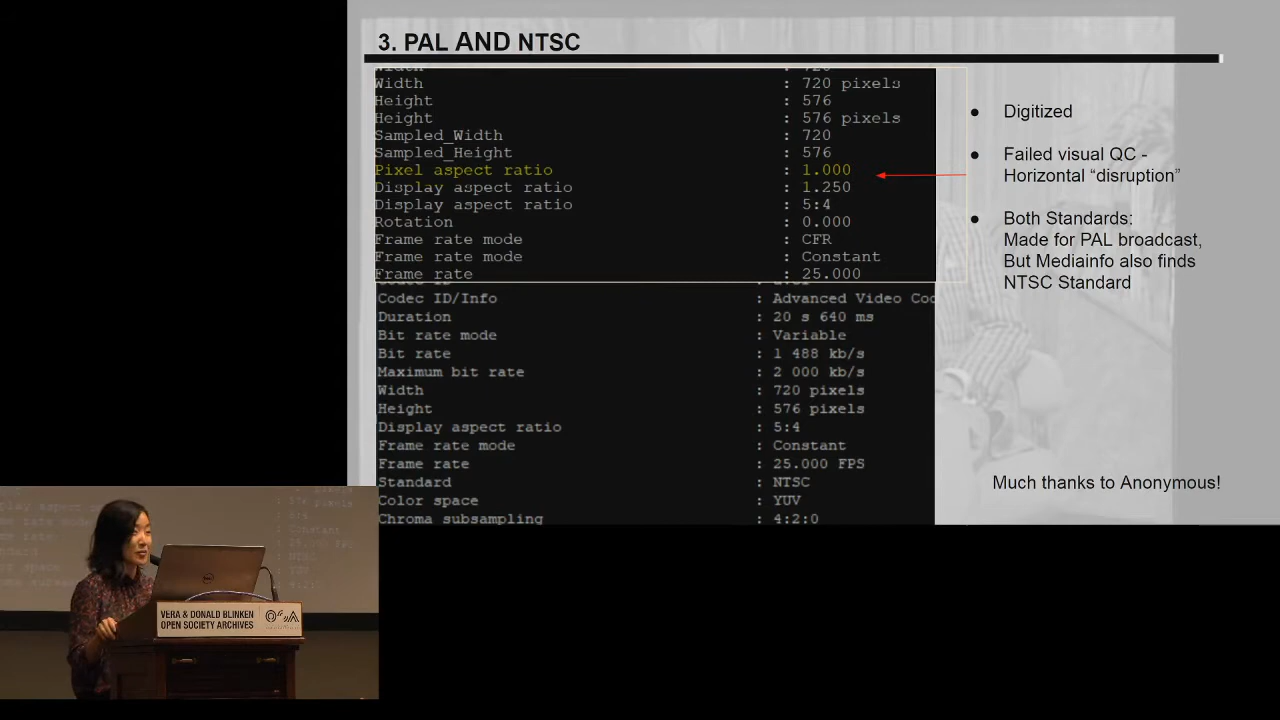 3. PAL AND NTSC
Width : 720
Width : 720 pixels
Height : 576
Height : 576 pixels
Sampled_Width : 720
Sampled_Height : 576
Pixel aspect ratio : 1.000
Display aspect ratio : 1.250
Display aspect ratio : 5:4
Rotation : 0.000
Frame rate mode : CFR
Frame rate mode : Constant
Frame rate : 25.000
Codec ID/Info : Advanced Video Coc
Duration : 20 s 640 ms
Bit rate mode : Variable
Bit rate : 1 488 kb/s
Maximum bit rate : 2 000 kb/s
Width : 720 pixels
Height : 576 pixels
Display aspect ratio : 5:4
Frame rate mode : Constant
Frame rate : 25.000 FPS
Standard : NTSC
Color space : YUV
Chroma subsampling : 4:2:0
● Digitized
● Failed visual QC -
Horizontal “disruption”
● Both Standards:
Made for PAL broadcast,
But Mediainfo also finds
NTSC Standard
Much thanks to Anonymous!
VERA & DONALD BLINKEN
OPEN SOCIETY ARCHIVES